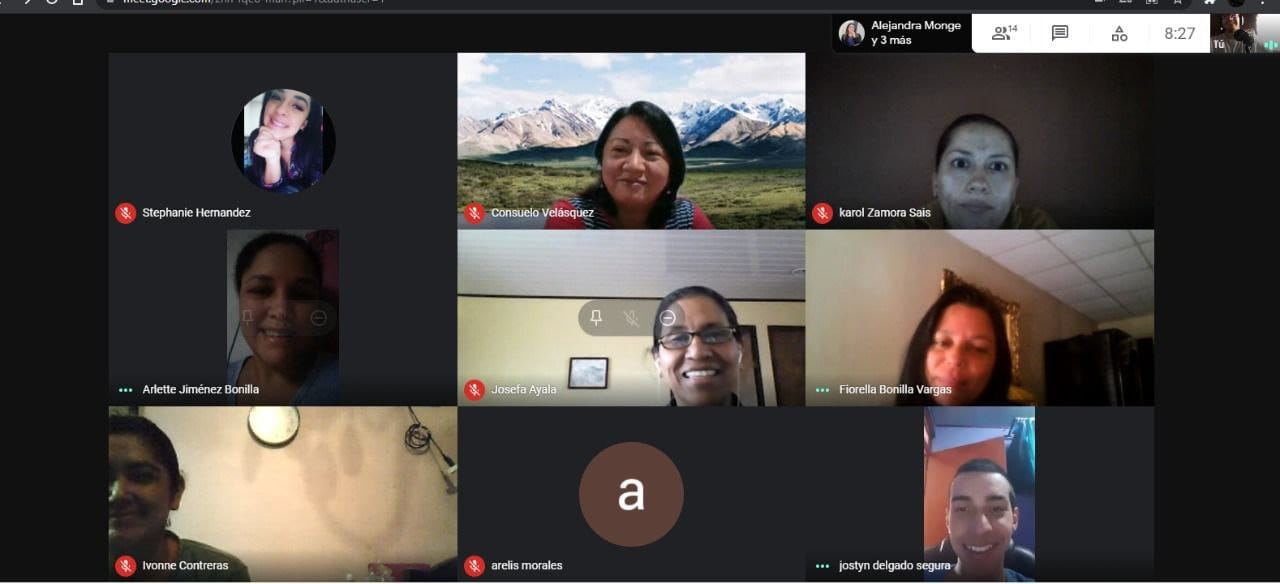 Alejandra Monge
y 3 más
14
8:27
Tú
Stephanie Hernandez
Consuelo Velásquez
karol Zamora Sais
Arlette Jiménez Bonilla
Josefa Ayala
Fiorella Bonilla Vargas
a
Ivonne Contreras
arelis morales
jostyn delgado segura